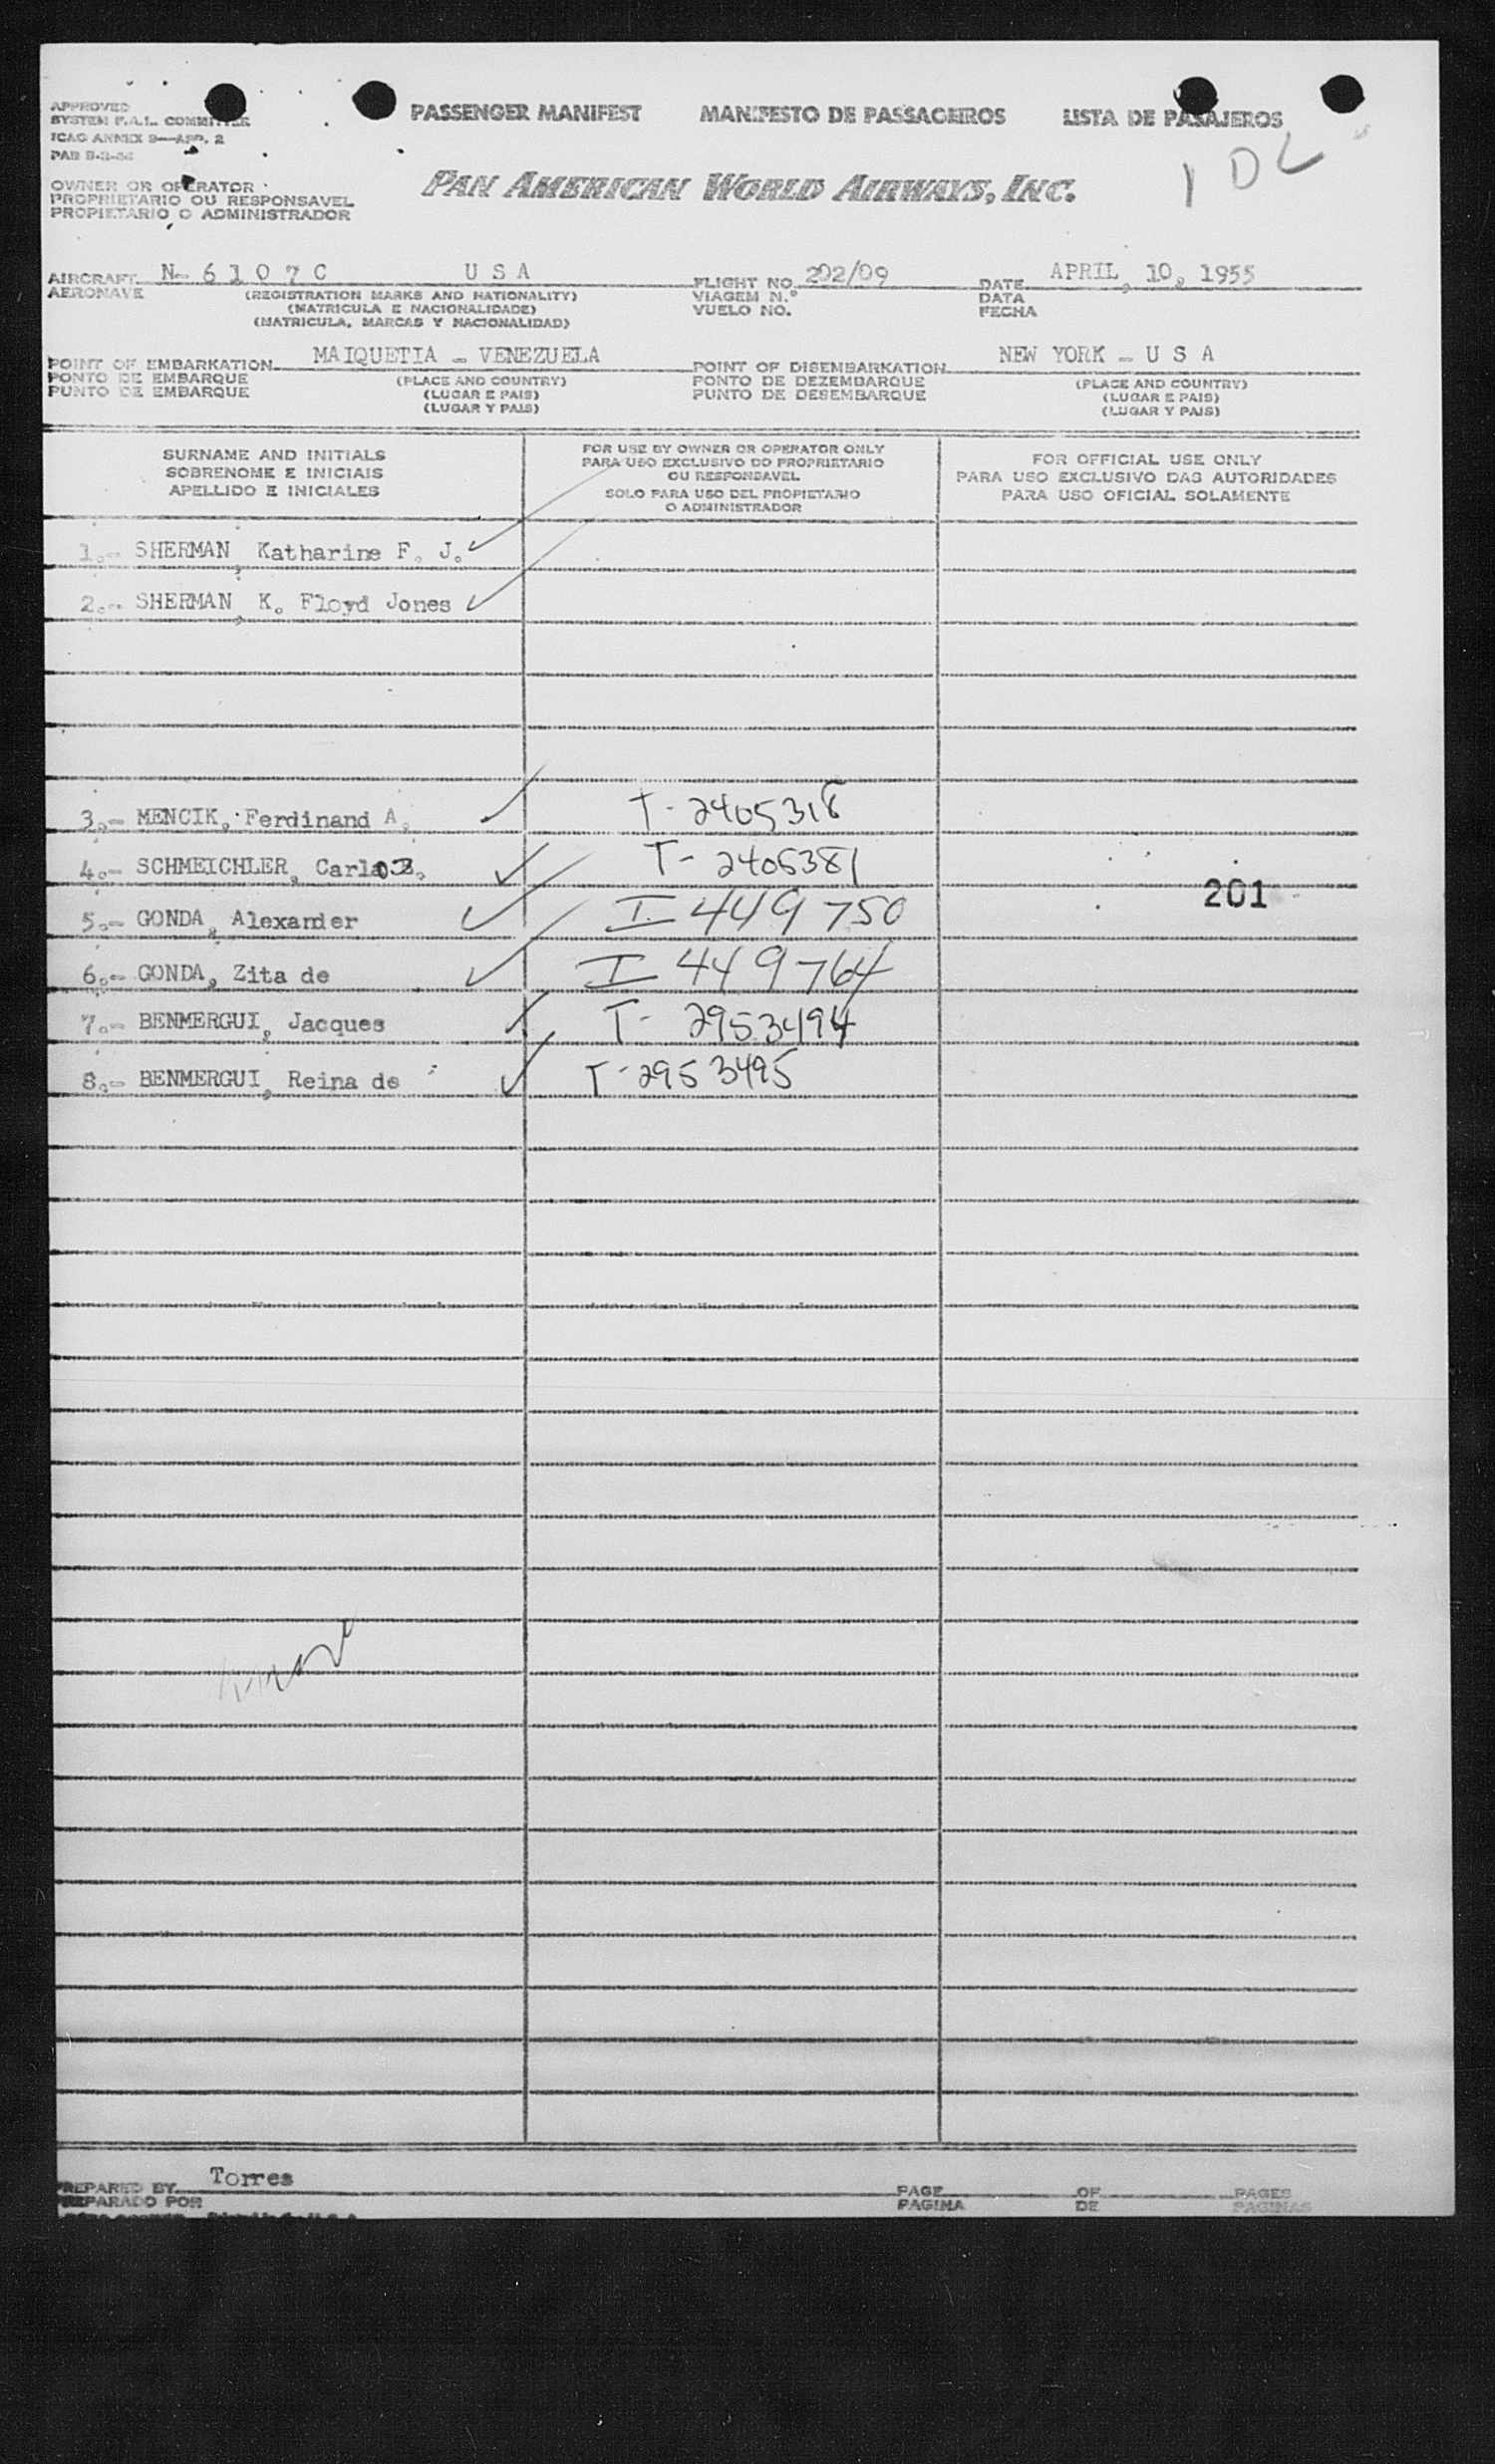 APPROVED
SYSTEM F.A.L. COMMITTEE
ICAO ANNEX 9—APP. 2
PASSENGER MANIFEST MANIFESTO DE PASSAGEIROS LISTA DE PASAJEROS
1 DL
OWNER OR OPERATOR
PROPRIETARIO OU RESPONSAVEL
PROPIETARIO O ADMINISTRADOR
PAN AMERICAN WORLD AIRWAYS, INC.
AIRCRAFT N- 6 1 0 7 C U S A FLIGHT NO. 202/09 DATE APRIL, 10, 1955
AERONAVE (REGISTRATION MARKS AND NATIONALITY) VIAGEM N.º DATA
(MATRICULA E NACIONALIDADE) VUELO NO. FECHA
(MATRICULA, MARCAS Y NACIONALIDAD)
POINT OF EMBARKATION MAIQUETIA - VENEZUELA POINT OF DISEMBARKATION NEW YORK - U S A
PONTO DE EMBARQUE (PLACE AND COUNTRY) PONTO DE DEZEMBARQUE (PLACE AND COUNTRY)
PUNTO DE EMBARQUE (LUGAR E PAIS) PUNTO DE DESEMBARQUE (LUGAR E PAIS)
(LUGAR Y PAIS) (LUGAR Y PAIS)
SURNAME AND INITIALS
SOBRENOME E INICIAIS
APELLIDO E INICIALES
FOR USE BY OWNER OR OPERATOR ONLY
PARA USO EXCLUSIVO DO PROPRIETARIO
OU RESPONSAVEL
SOLO PARA USO DEL PROPIETARIO
O ADMINISTRADOR
FOR OFFICIAL USE ONLY
PARA USO EXCLUSIVO DAS AUTORIDADES
PARA USO OFICIAL SOLAMENTE
1.- SHERMAN, Katharine F. J. ✓
2.- SHERMAN, K. Floyd Jones ✓
3.- MENCIK, Ferdinand A. ✓ T-2405318
4.- SCHMEICHLER, Carlo B. ✓ T-2405381
201
5.- GONDA, Alexander ✓ I 449750
6.- GONDA, Zita de ✓ I 449764
7.- BENMERGUI, Jacques ✓ T-2953494
8.- BENMERGUI, Reina de ✓ T-2953495
PREPARED BY Torres PAGE OF PAGES
PREPARADO POR PAGINA DE PAGINAS